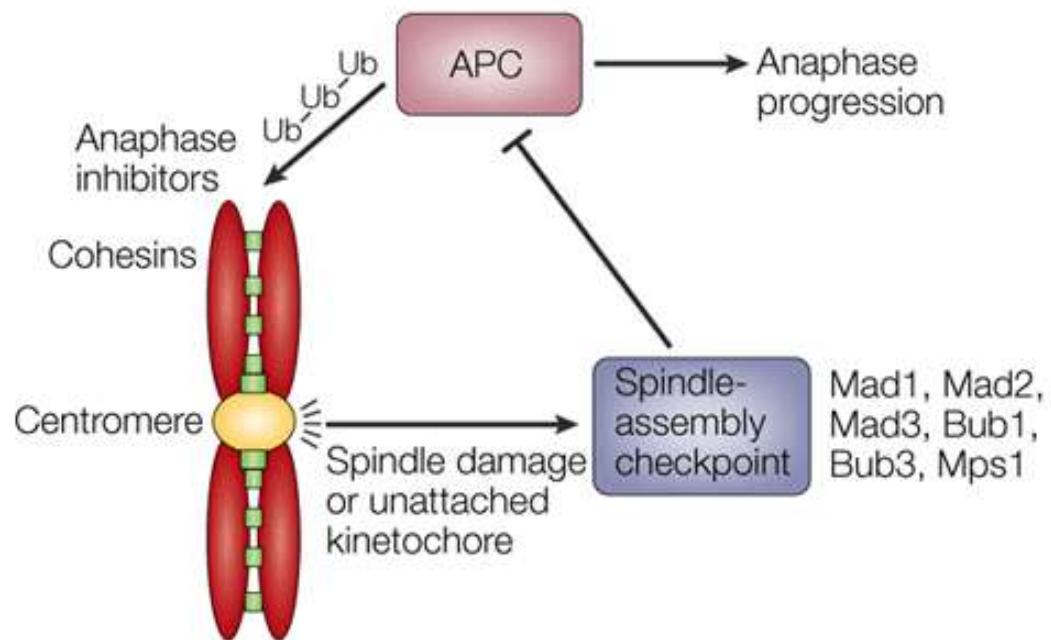 APC
Anaphase
progression
Ub
Ub
Ub
Anaphase
inhibitors
Cohesins
Centromere
Spindle damage
or unattached
kinetochore
Spindle-
assembly
checkpoint
Mad1, Mad2,
Mad3, Bub1,
Bub3, Mps1